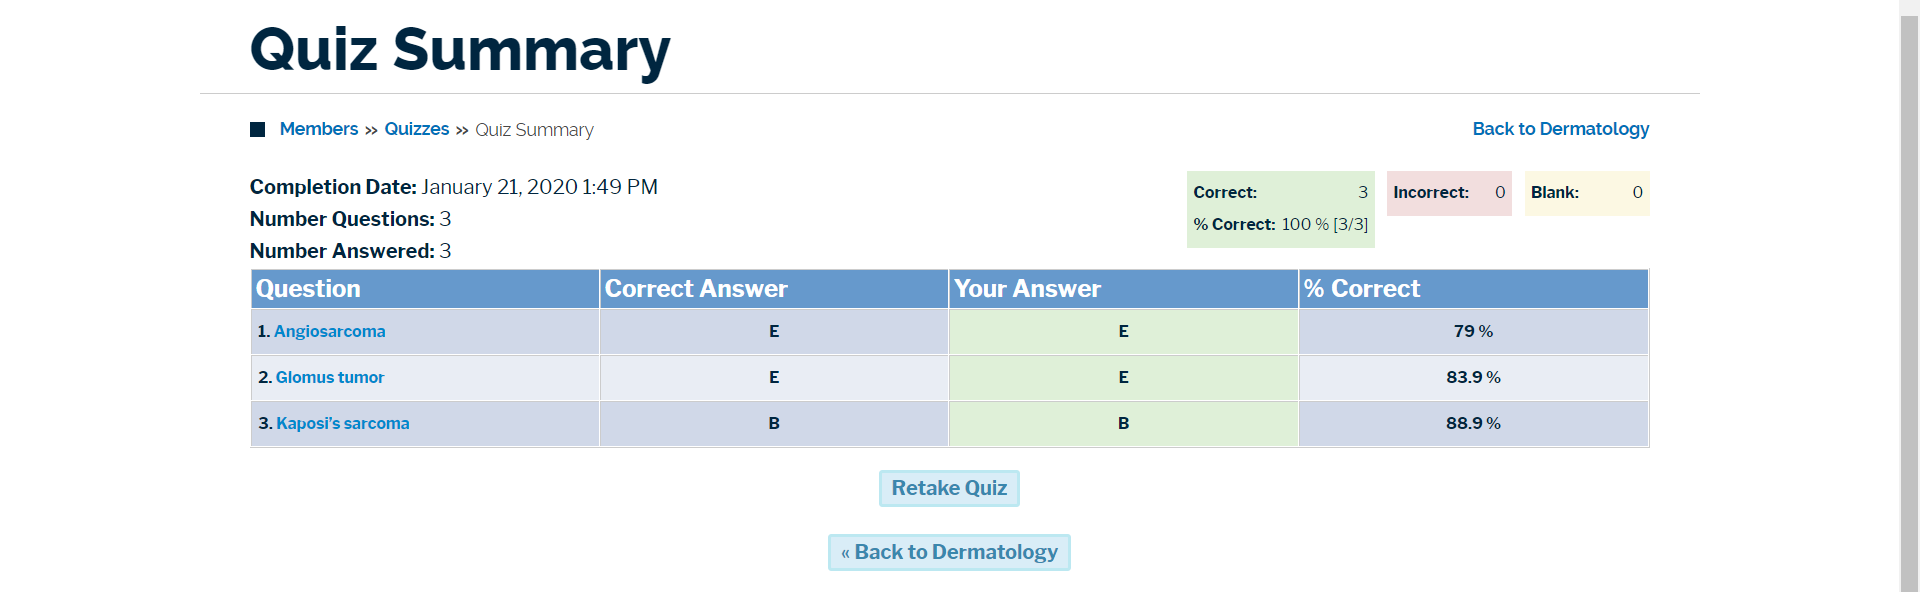 Quiz Summary
Members » Quizzes » Quiz Summary
Back to Dermatology
Completion Date: January 21, 2020 1:49 PM
Number Questions: 3
Number Answered: 3
Correct: 3
% Correct: 100 % [3/3]
Incorrect: 0
Blank: 0
Question Correct Answer Your Answer % Correct
1. Angiosarcoma E E 79 %
2. Glomus tumor E E 83.9 %
3. Kaposi's sarcoma B B 88.9 %
Retake Quiz
« Back to Dermatology